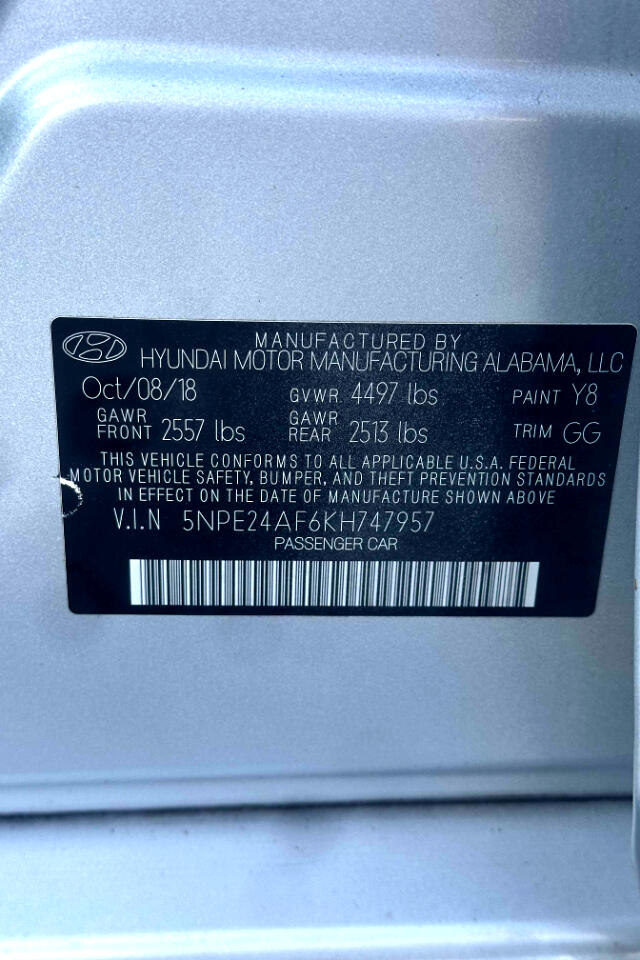 MANUFACTURED BY
HYUNDAI MOTOR MANUFACTURING ALABAMA, LLC
Oct/08/18 GVWR 4497 lbs PAINT Y8
GAWR FRONT 2557 lbs GAWR REAR 2513 lbs TRIM GG
THIS VEHICLE CONFORMS TO ALL APPLICABLE U.S.A. FEDERAL
MOTOR VEHICLE SAFETY, BUMPER, AND THEFT PREVENTION STANDARDS
IN EFFECT ON THE DATE OF MANUFACTURE SHOWN ABOVE
V.I.N 5NPE24AF6KH747957
PASSENGER CAR